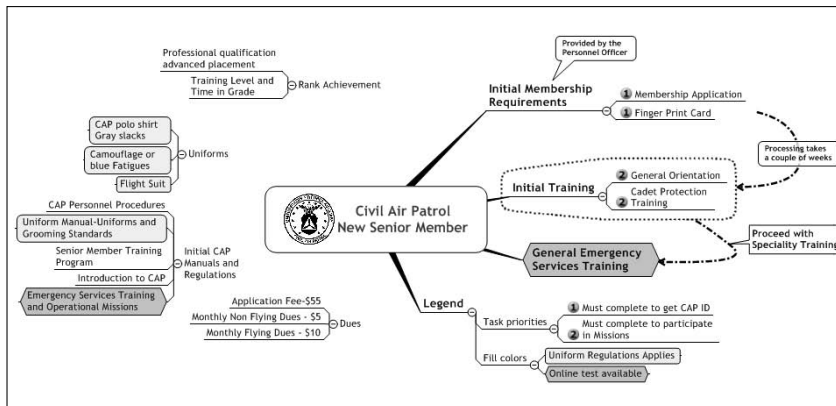 Provided by the
Personnel Officer
Professional qualification
advanced placement
Training Level and
Time in Grade
Rank Achievement
Initial Membership
Requirements
1 Membership Application
1 Finger Print Card
CAP polo shirt
Gray slacks
Camouflage or
blue Fatigues
Flight Suit
Uniforms
Processing takes
a couple of weeks
Initial Training
2 General Orientation
Cadet Protection
2 Training
CAP Personnel Procedures
Uniform Manual-Uniforms and
Grooming Standards
Senior Member Training
Program
Introduction to CAP
Emergency Services Training
and Operational Missions
Initial CAP
Manuals and
Regulations
Civil Air Patrol
New Senior Member
General Emergency
Services Training
Proceed with
Speciality Training
Application Fee-$55
Monthly Non Flying Dues - $5
Monthly Flying Dues - $10
Dues
Legend
Task priorities
1 Must complete to get CAP ID
Must complete to participate
2 in Missions
Fill colors
Uniform Regulations Applies
Online test available